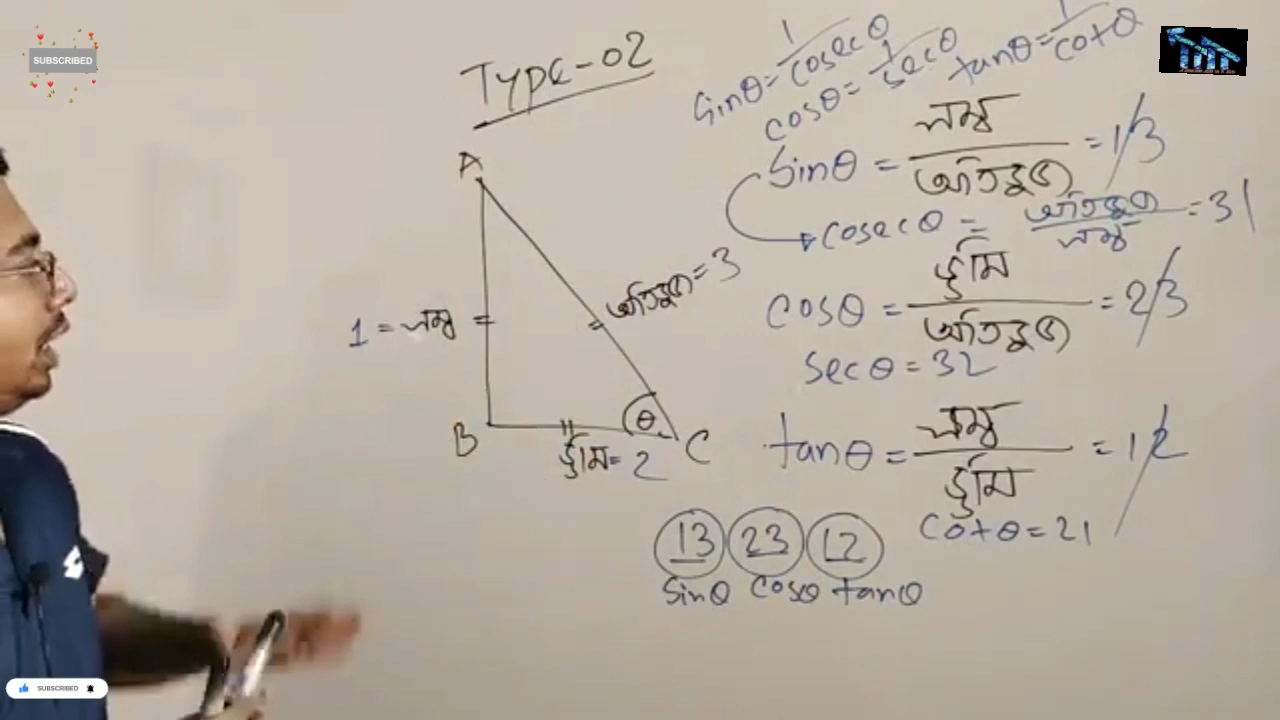 SUBSCRIBED
Type-02
sinθ = 1/cosecθ
cosθ = 1/secθ
tanθ = 1/cotθ
A
1 = লম্ব
অতিভুজ = 3
B
ভুমি = 2
θ
C
sinθ = লম্ব/অতিভুজ = 1/3
cosecθ = অতিভুজ/লম্ব = 31
cosθ = ভুমি/অতিভুজ = 2/3
secθ = 32
tanθ = লম্ব/ভুমি = 1/2
cotθ = 21
13 23 12
sinθ cosθ tanθ
SUBSCRIBED